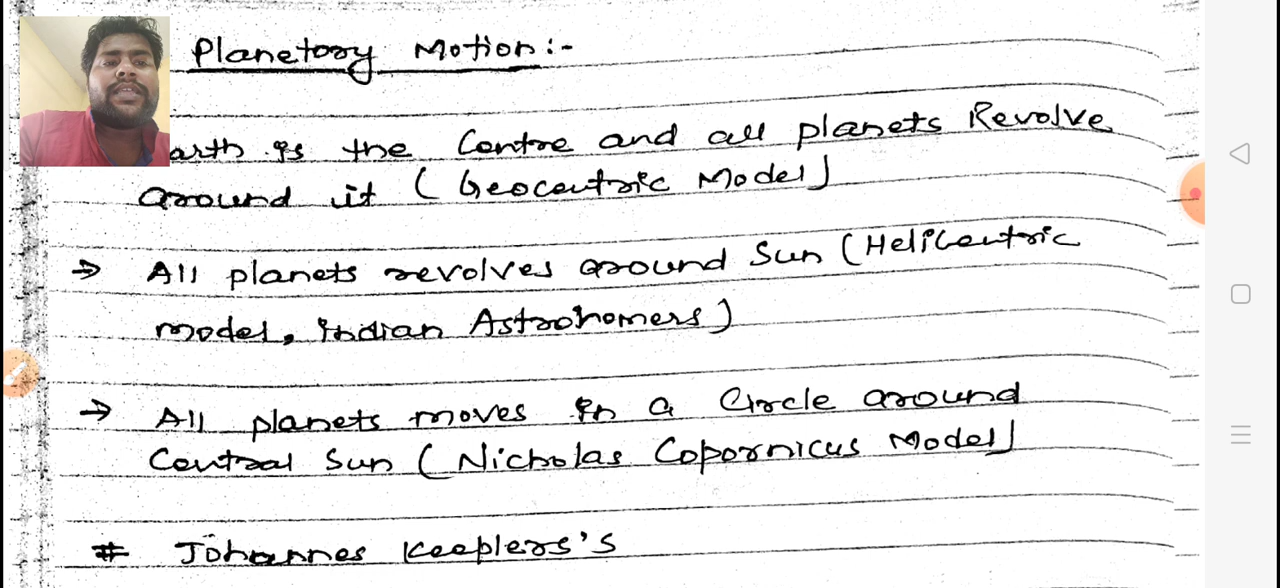 Planetory Motion:-
arth is the Centre and all planets Revolve
around it (Geocentric Model)
→ All planets revolves around Sun (Helicentric
model, Indian Astrohomers)
→ All planets moves in a Circle around
Central Sun (Nicholas Copornicus Model)
# Johannes Keeplers's